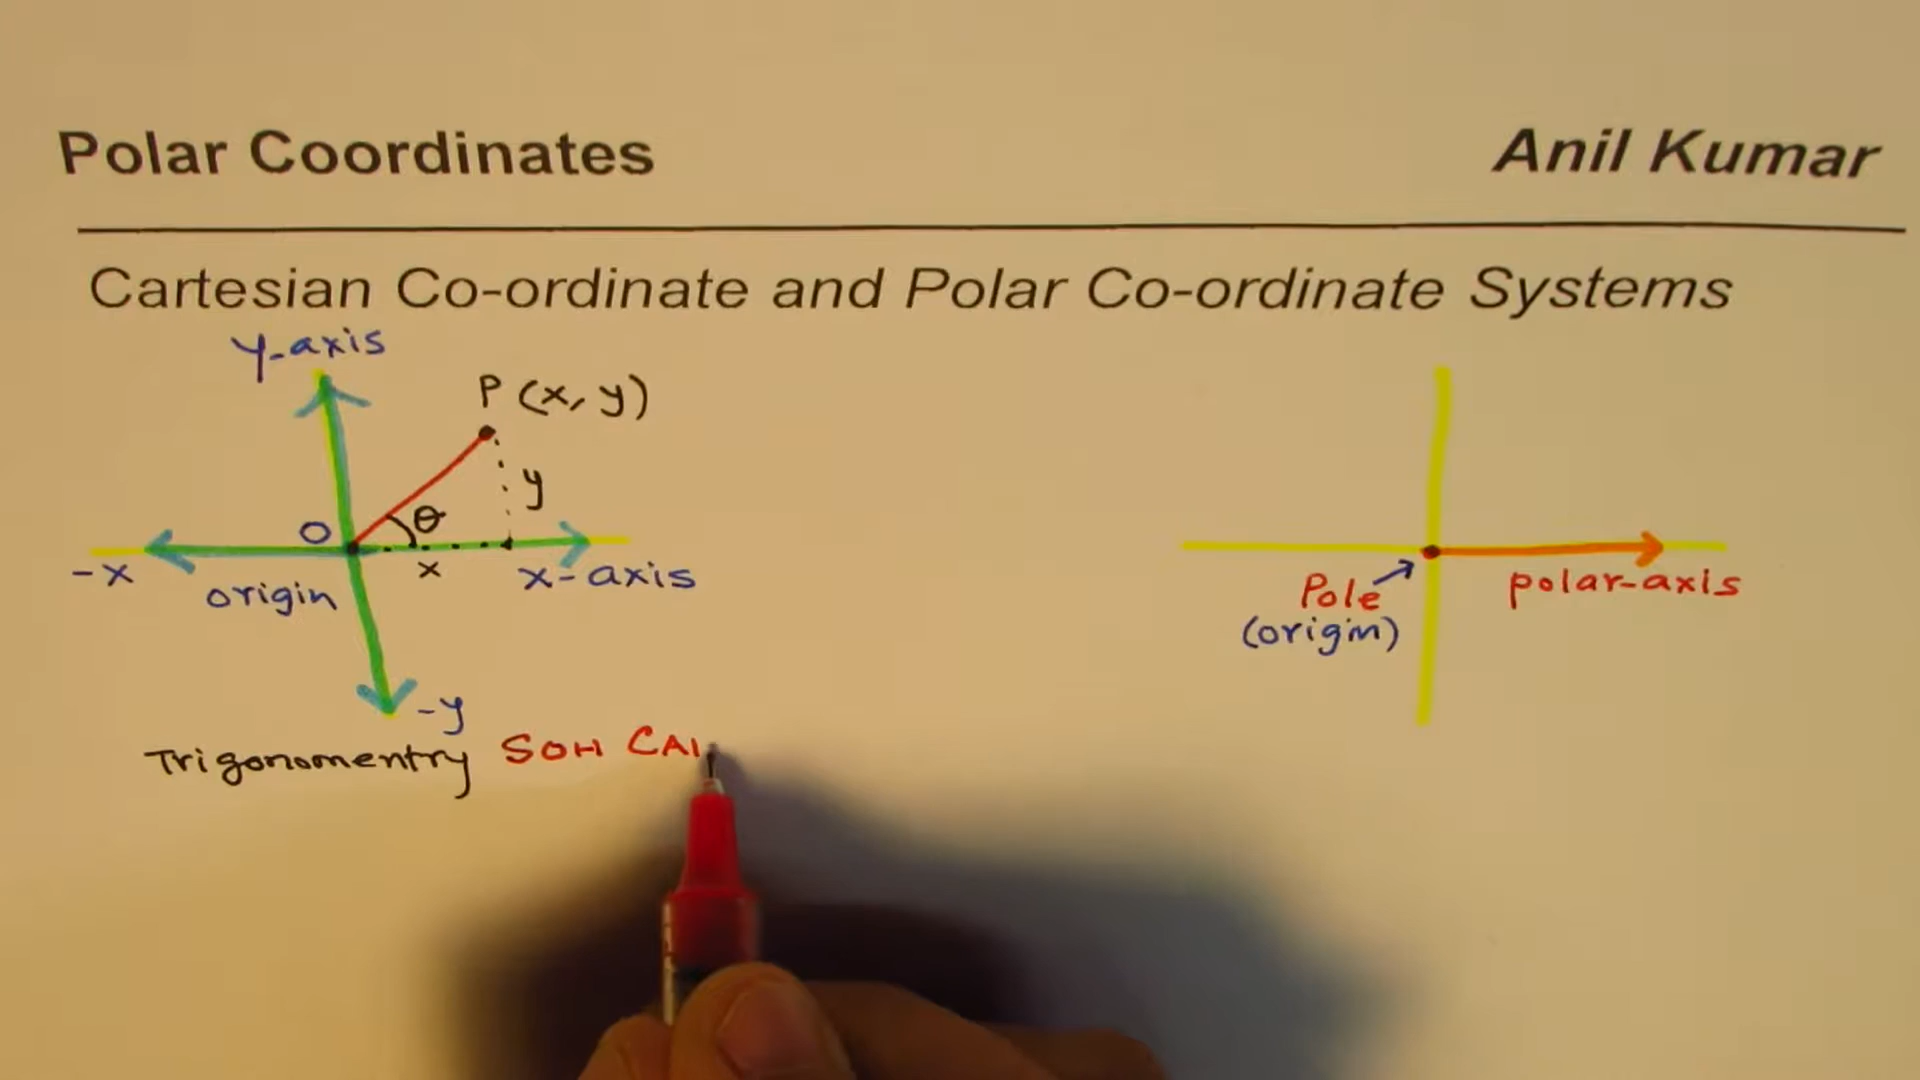 Polar Coordinates
Anil Kumar
Cartesian Co-ordinate and Polar Co-ordinate Systems
Y-axis
P (x, y)
y
θ
O
-x
origin
x
x-axis
-y
Pole
(origin)
polar-axis
Trigonomentry SOH CA